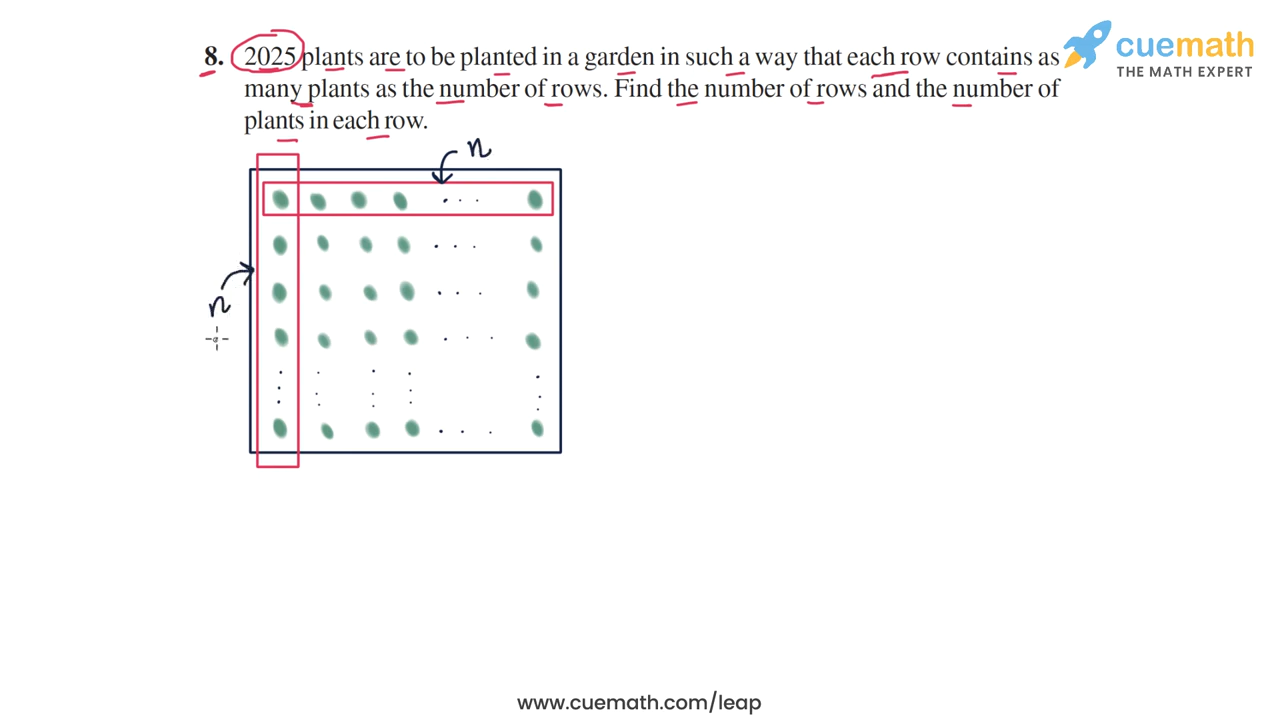 8. 2025 plants are to be planted in a garden in such a way that each row contains as
many plants as the number of rows. Find the number of rows and the number of
plants in each row.
cuemath
THE MATH EXPERT
n
n
www.cuemath.com/leap